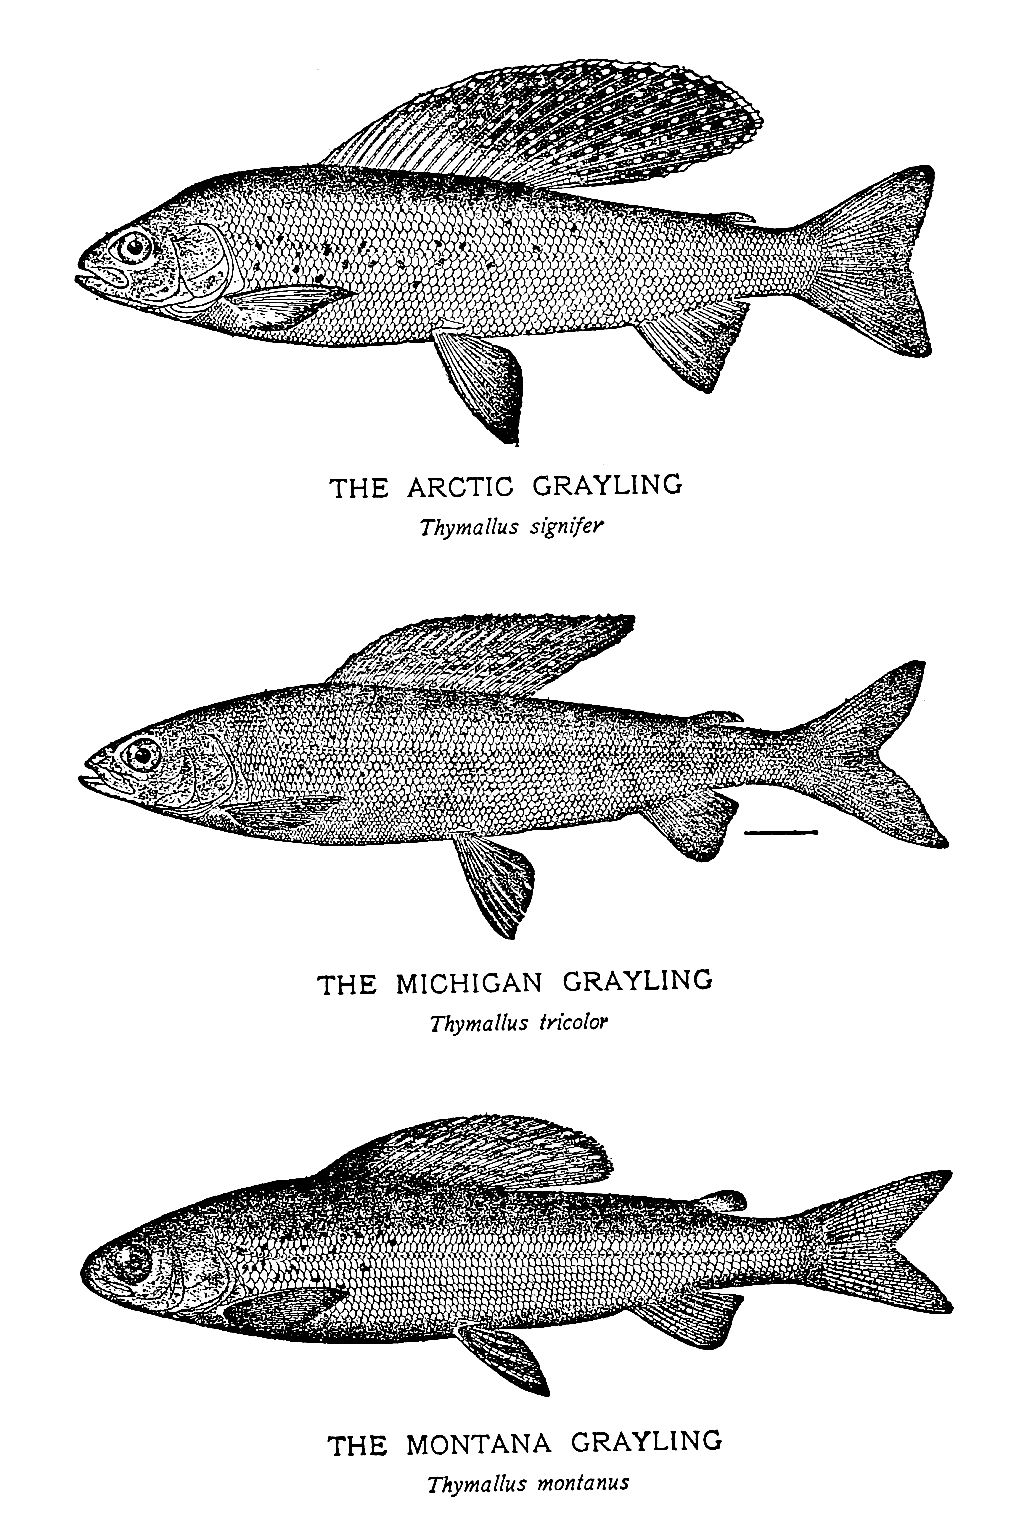 THE ARCTIC GRAYLING
Thymallus signifer
THE MICHIGAN GRAYLING
Thymallus tricolor
THE MONTANA GRAYLING
Thymallus montanus